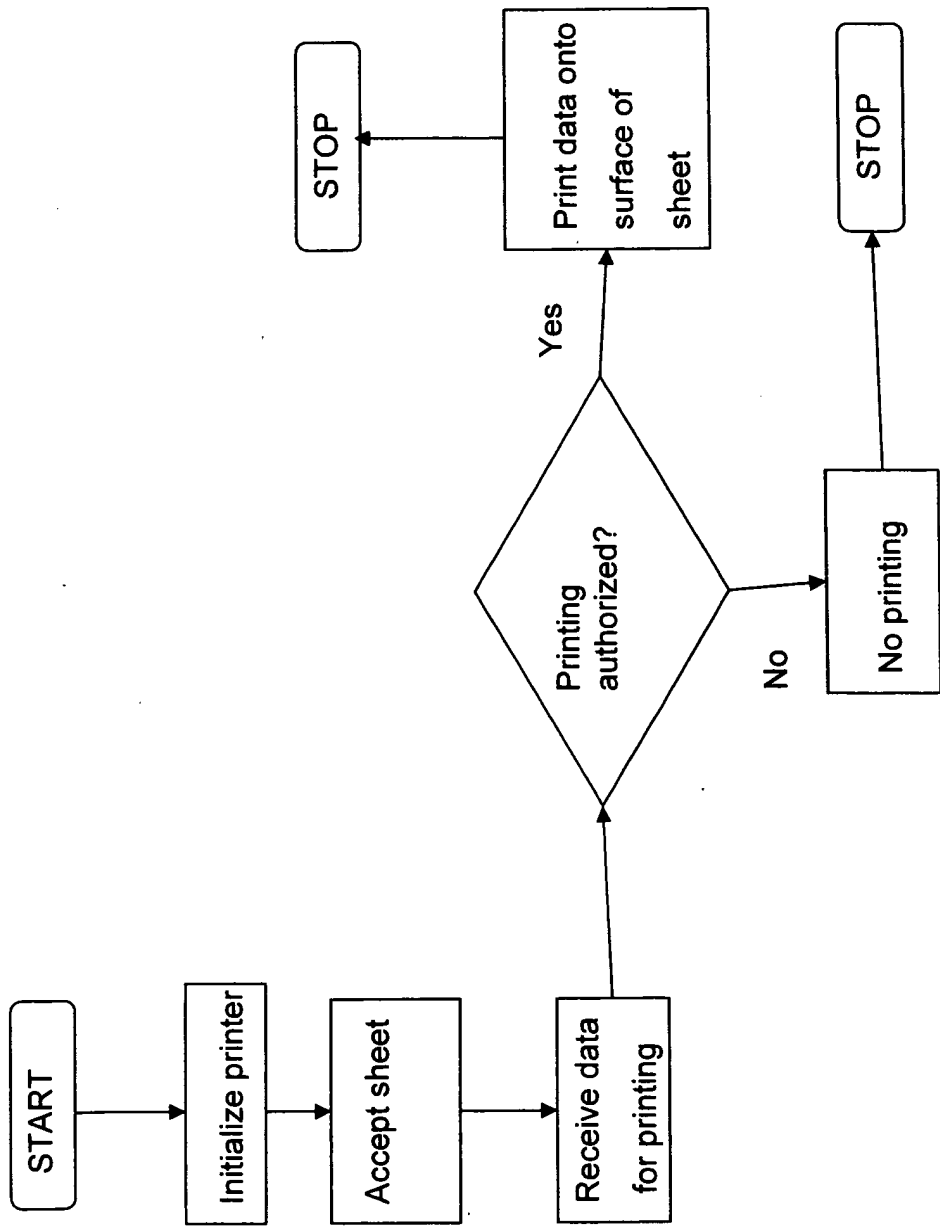 START
Initialize printer
Accept sheet
Receive data
for printing
Printing
authorized?
Yes
Print data onto
surface of
sheet
STOP
No
No printing
STOP